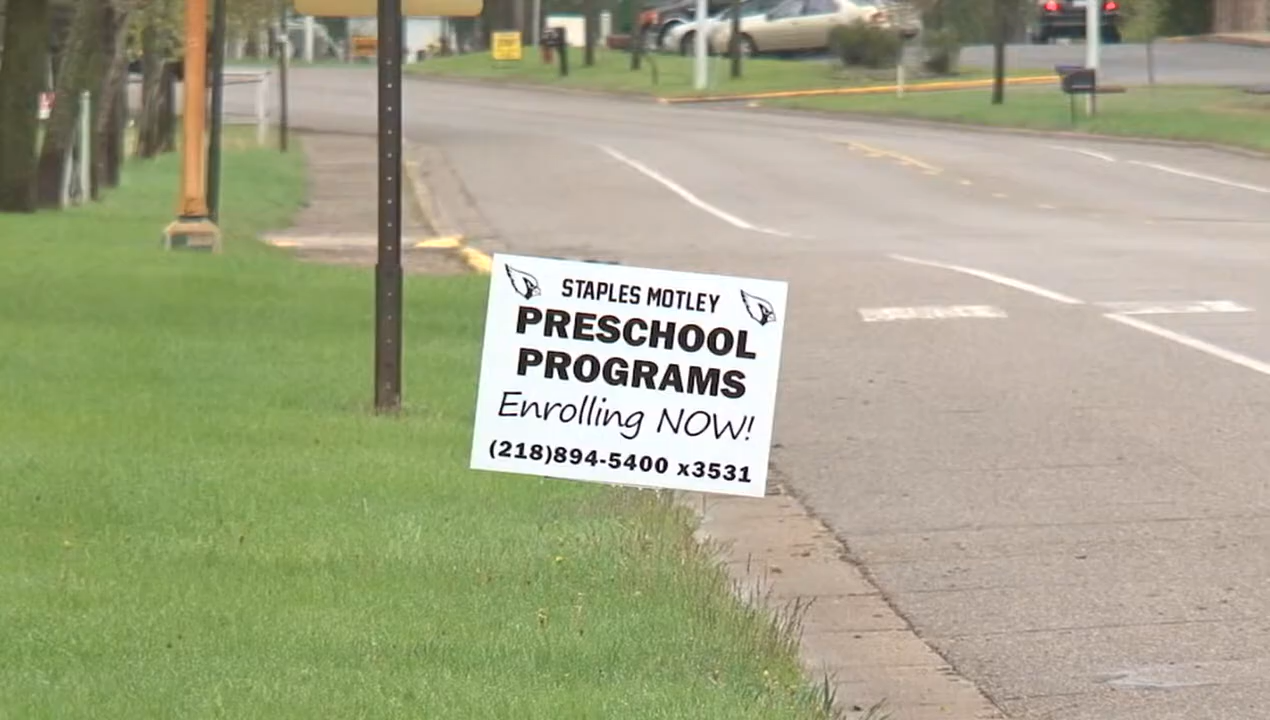 STAPLES MOTLEY
PRESCHOOL
PROGRAMS
Enrolling NOW!
(218)894-5400 x3531